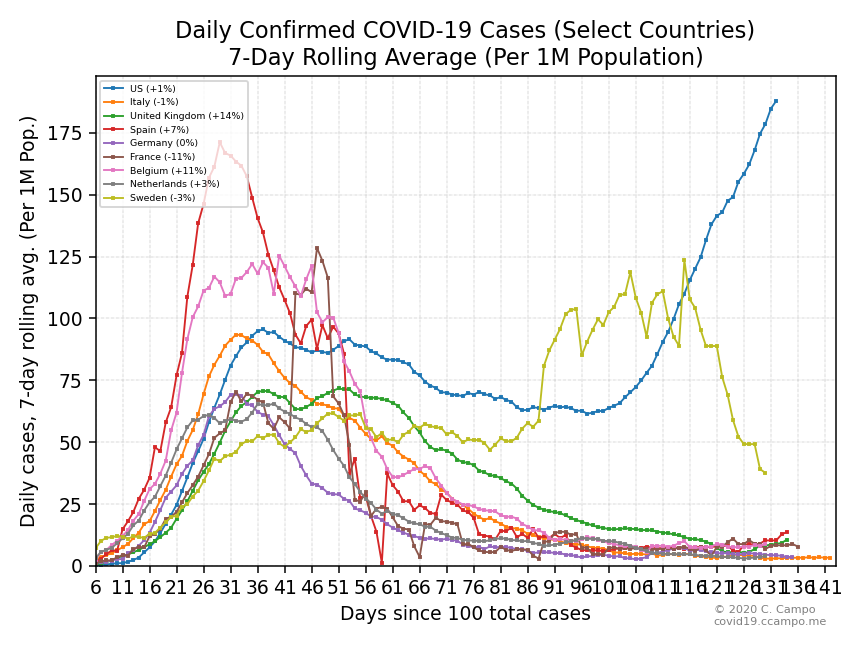 Daily Confirmed COVID-19 Cases (Select Countries)
7-Day Rolling Average (Per 1M Population)
Daily cases, 7-day rolling avg. (Per 1M Pop.)
US (+1%)
Italy (-1%)
United Kingdom (+14%)
Spain (+7%)
Germany (0%)
France (-11%)
Belgium (+11%)
Netherlands (+3%)
Sweden (-3%)
175
150
125
100
75
50
25
0
6 11 16 21 26 31 36 41 46 51 56 61 66 71 76 81 86 91 96 101 106 111 116 121 126 131 136 141
Days since 100 total cases
© 2020 C. Campo
covid19.ccampo.me